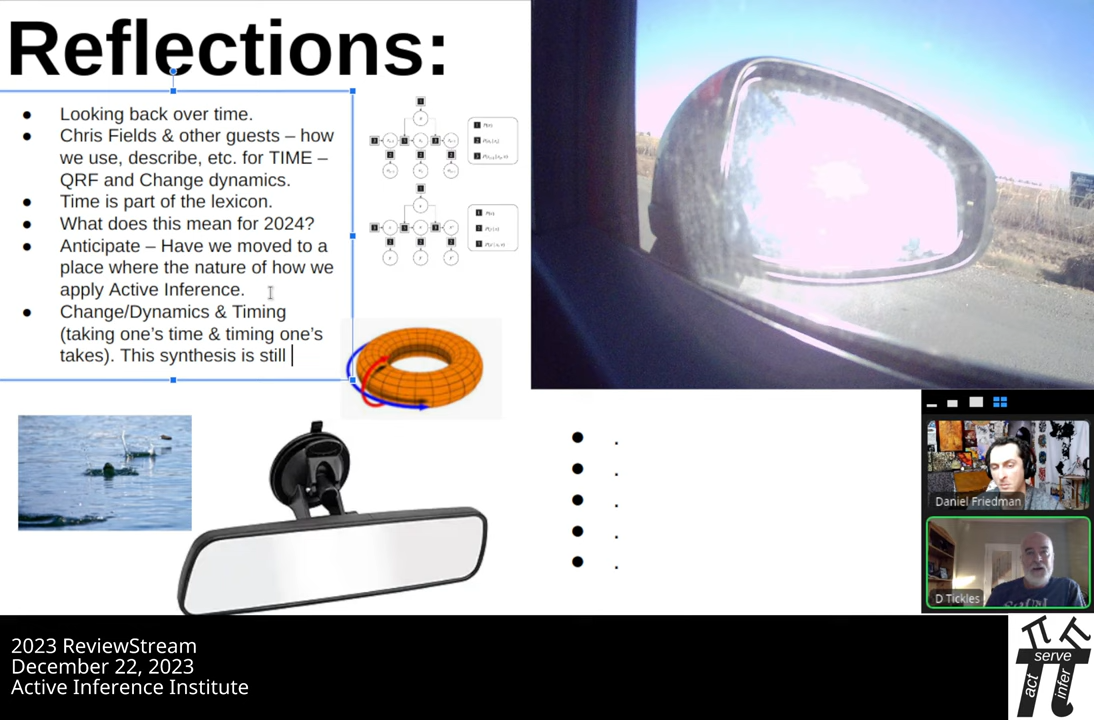 Reflections:
● Looking back over time.
● Chris Fields & other guests – how
we use, describe, etc. for TIME –
QRF and Change dynamics.
● Time is part of the lexicon.
● What does this mean for 2024?
● Anticipate – Have we moved to a
place where the nature of how we
apply Active Inference.
● Change/Dynamics & Timing
(taking one’s time & timing one’s
takes). This synthesis is still
● .
● .
● .
● .
● .
Daniel Friedman
D Tickles
2023 ReviewStream
December 22, 2023
Active Inference Institute
serve
act
infer